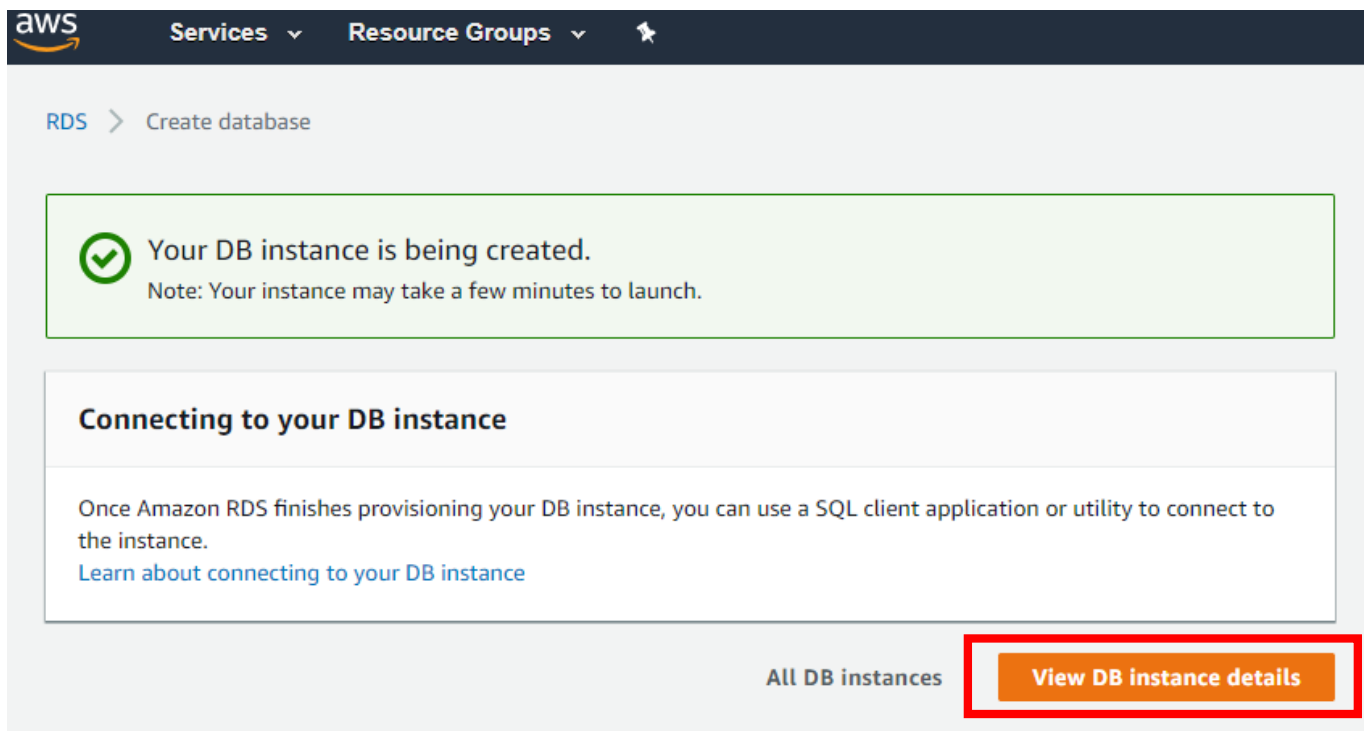 aws Services Resource Groups
RDS > Create database
Your DB instance is being created.
Note: Your instance may take a few minutes to launch.
Connecting to your DB instance
Once Amazon RDS finishes provisioning your DB instance, you can use a SQL client application or utility to connect to
the instance.
Learn about connecting to your DB instance
All DB instances View DB instance details